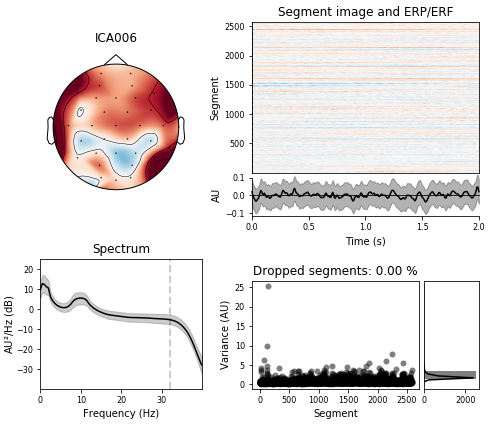 ICA006
Segment image and ERP/ERF
Segment
2500
2000
1500
1000
500
AU
0.1
0.0
−0.1
0.0 0.5 1.0 1.5 2.0
Time (s)
Spectrum
AU²/Hz (dB)
20
10
0
−10
−20
−30
0 10 20 30
Frequency (Hz)
Dropped segments: 0.00 %
Variance (AU)
25
20
15
10
5
0
0 500 1000 1500 2000 2500
Segment
0 2000